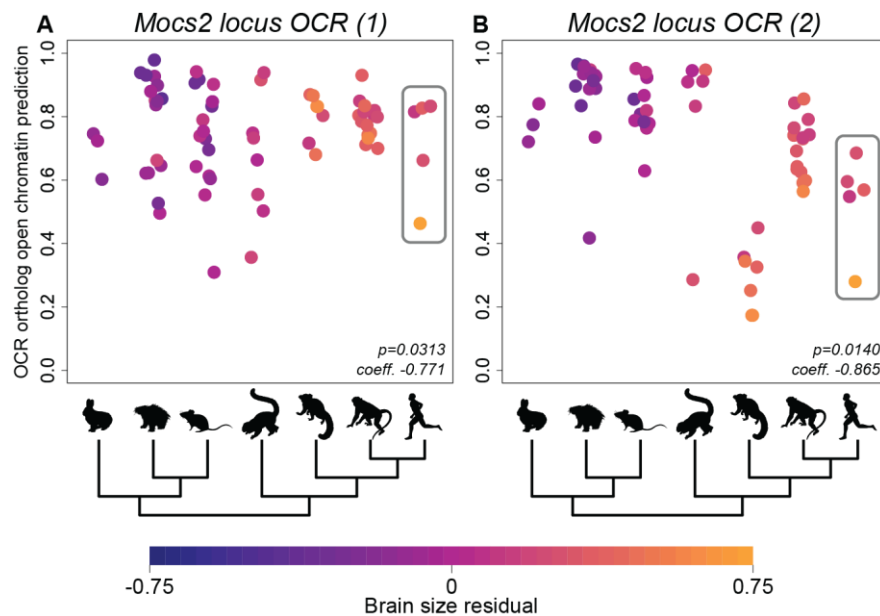 A
Mocs2 locus OCR (1)
B
Mocs2 locus OCR (2)
OCR ortholog open chromatin prediction
1.0
0.8
0.6
0.4
0.2
0.0
p=0.0313
coeff. -0.771
1.0
0.8
0.6
0.4
0.2
0.0
p=0.0140
coeff. -0.865
-0.75
0
0.75
Brain size residual